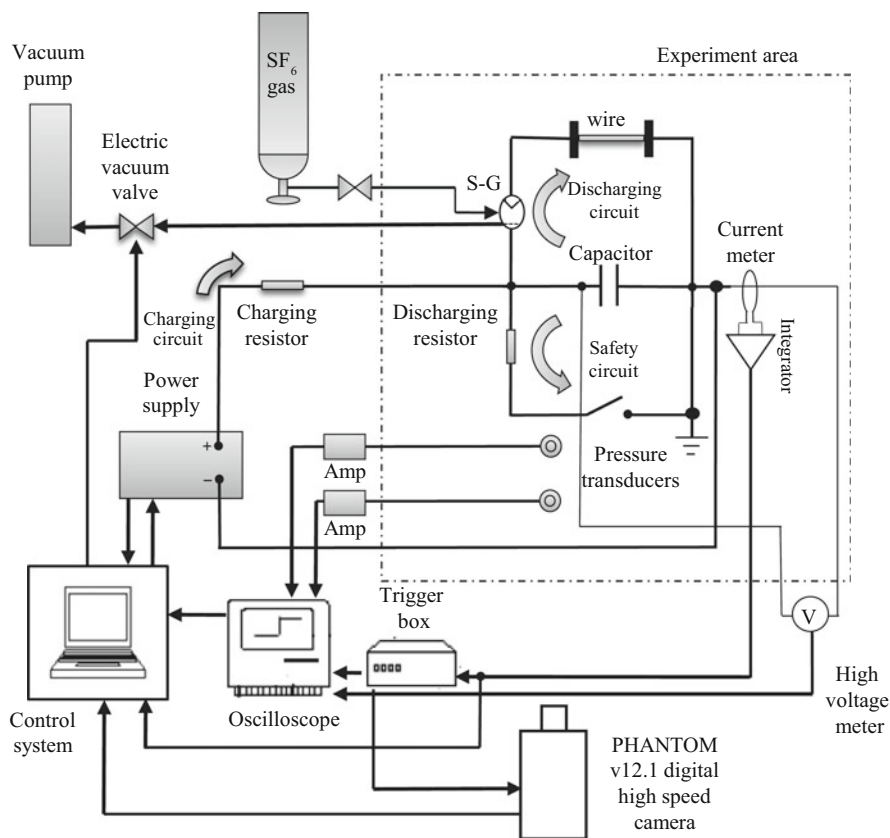 Vacuum
pump
SF6
gas
Experiment area
Electric
vacuum
valve
wire
S-G
Discharging
circuit
Capacitor
Current
meter
Charging
circuit
Charging
resistor
Discharging
resistor
Safety
circuit
Integrator
Power
supply
+
−
Amp
Pressure
transducers
Amp
Trigger
box
V
High
voltage
meter
Oscilloscope
Control
system
PHANTOM
v12.1 digital
high speed
camera